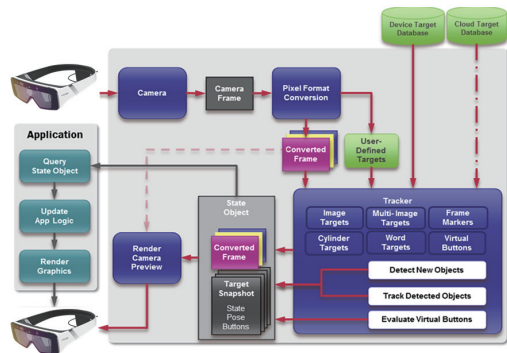 Device Target
Database
Cloud Target
Database
Camera
Camera
Frame
Pixel Format
Conversion
Application
Query
State Object
Update
App Logic
Render
Graphics
Converted
Frame
User-
Defined
Targets
State
Object
Converted
Frame
Target
Snapshot
State
Pose
Buttons
Render
Camera
Preview
Tracker
Image
Targets
Multi-Image
Targets
Frame
Markers
Cylinder
Targets
Word
Targets
Virtual
Buttons
Detect New Objects
Track Detected Objects
Evaluate Virtual Buttons